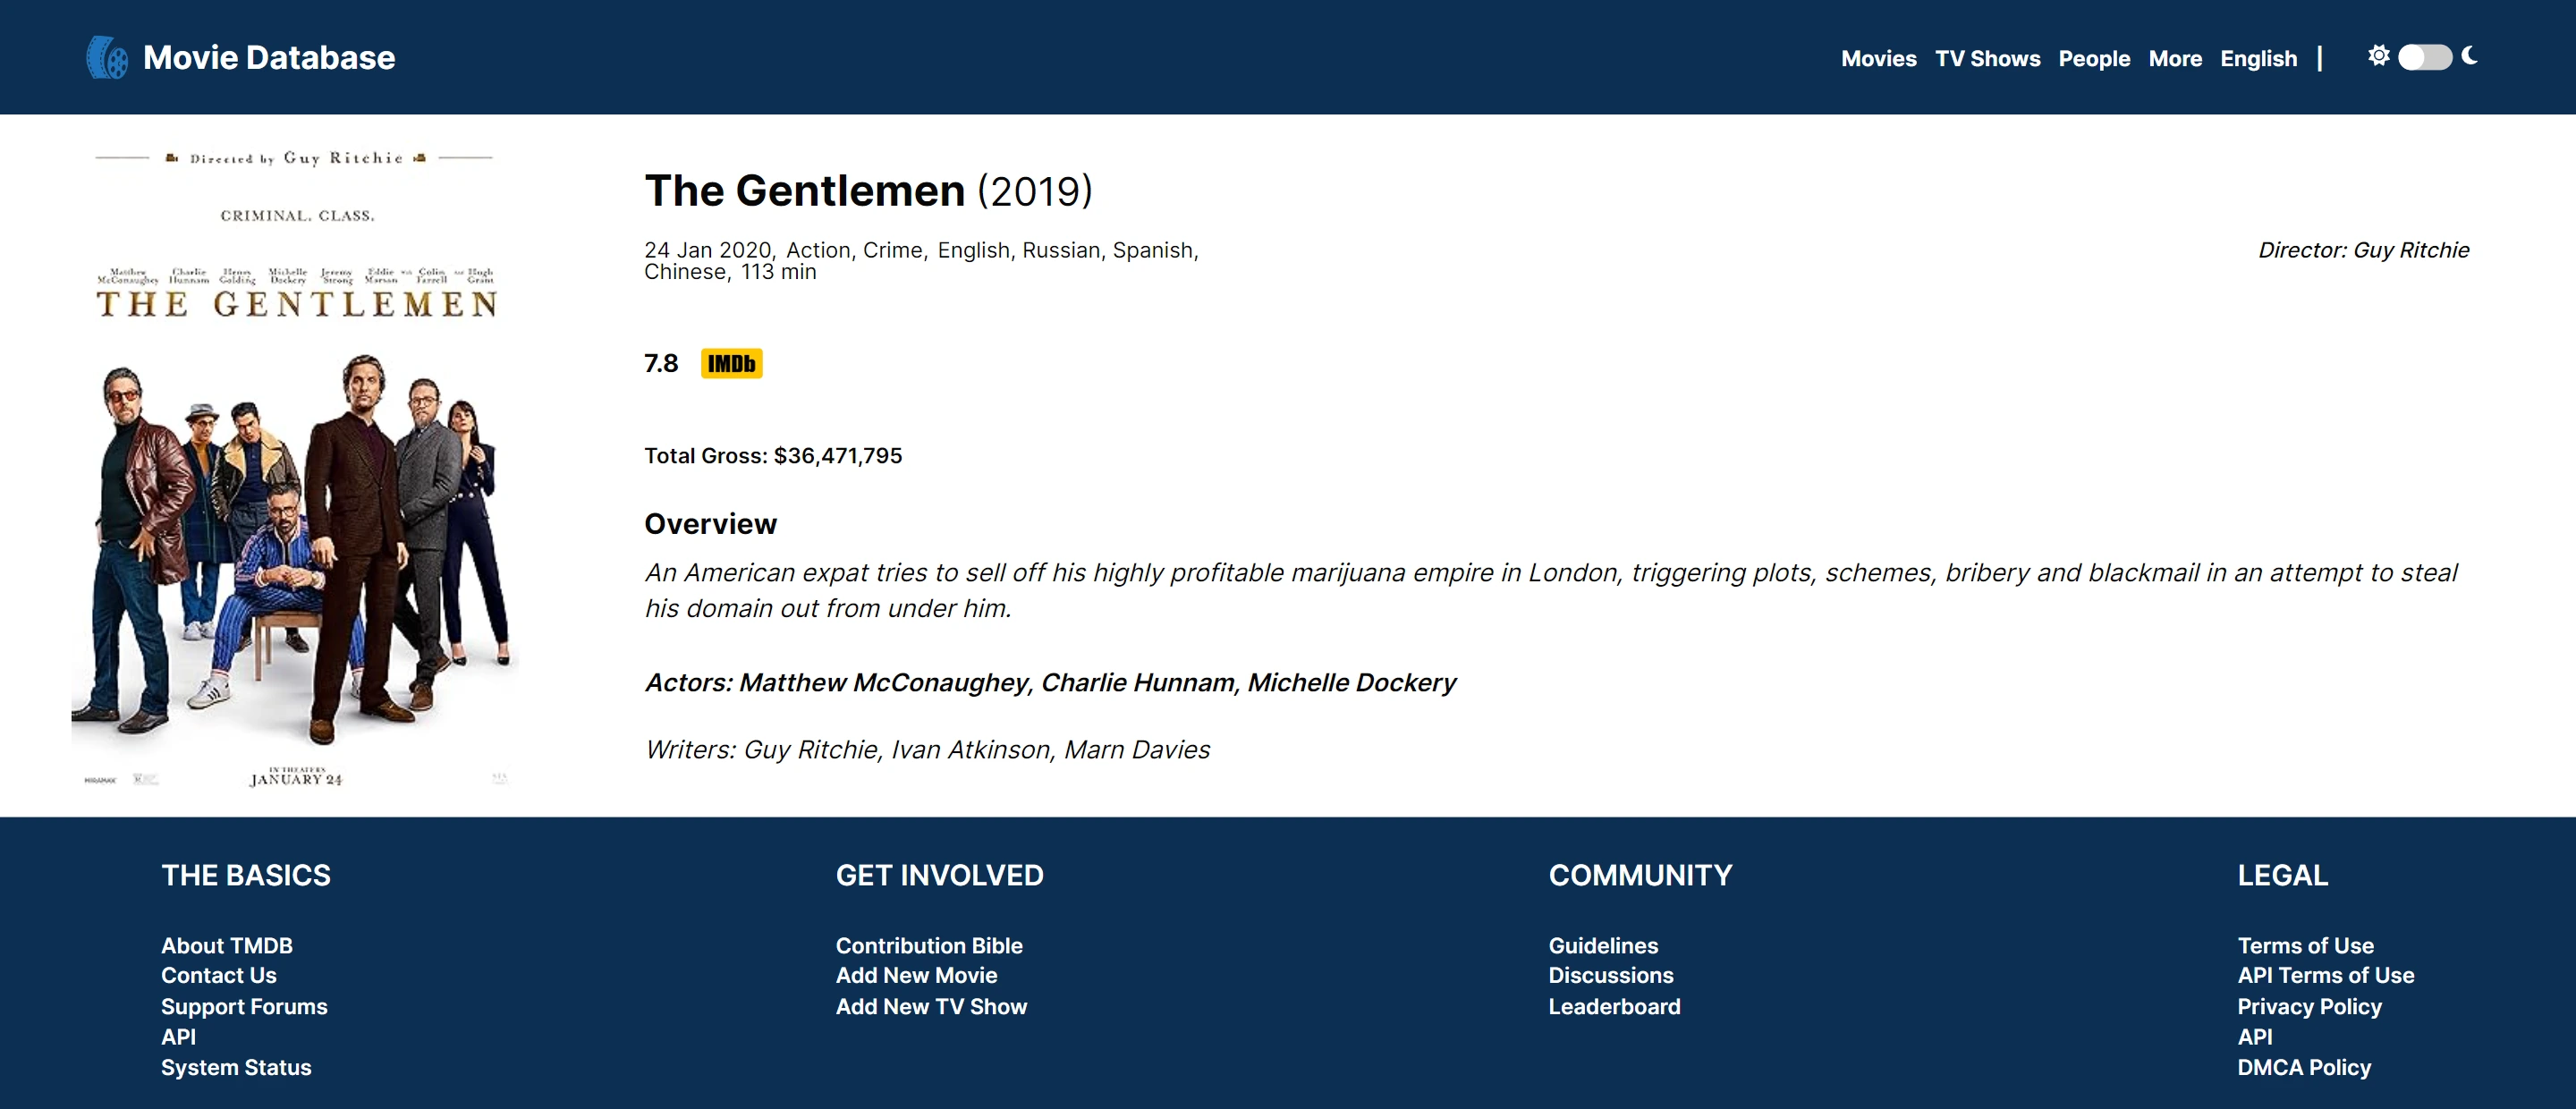 Movie Database
Movies TV Shows People More English |
Directed by Guy Ritchie
CRIMINAL. CLASS.
Matthew McConaughey Charlie Hunnam Henry Golding Michelle Dockery Jeremy Strong Eddie Marsan Colin Farrell Hugh Grant
THE GENTLEMEN
IN THEATERS
JANUARY 24
MIRAMAX
The Gentlemen (2019)
24 Jan 2020, Action, Crime, English, Russian, Spanish,
Chinese, 113 min
Director: Guy Ritchie
7.8 IMDb
Total Gross: $36,471,795
Overview
An American expat tries to sell off his highly profitable marijuana empire in London, triggering plots, schemes, bribery and blackmail in an attempt to steal
his domain out from under him.
Actors: Matthew McConaughey, Charlie Hunnam, Michelle Dockery
Writers: Guy Ritchie, Ivan Atkinson, Marn Davies
THE BASICS
About TMDB
Contact Us
Support Forums
API
System Status
GET INVOLVED
Contribution Bible
Add New Movie
Add New TV Show
COMMUNITY
Guidelines
Discussions
Leaderboard
LEGAL
Terms of Use
API Terms of Use
Privacy Policy
API
DMCA Policy